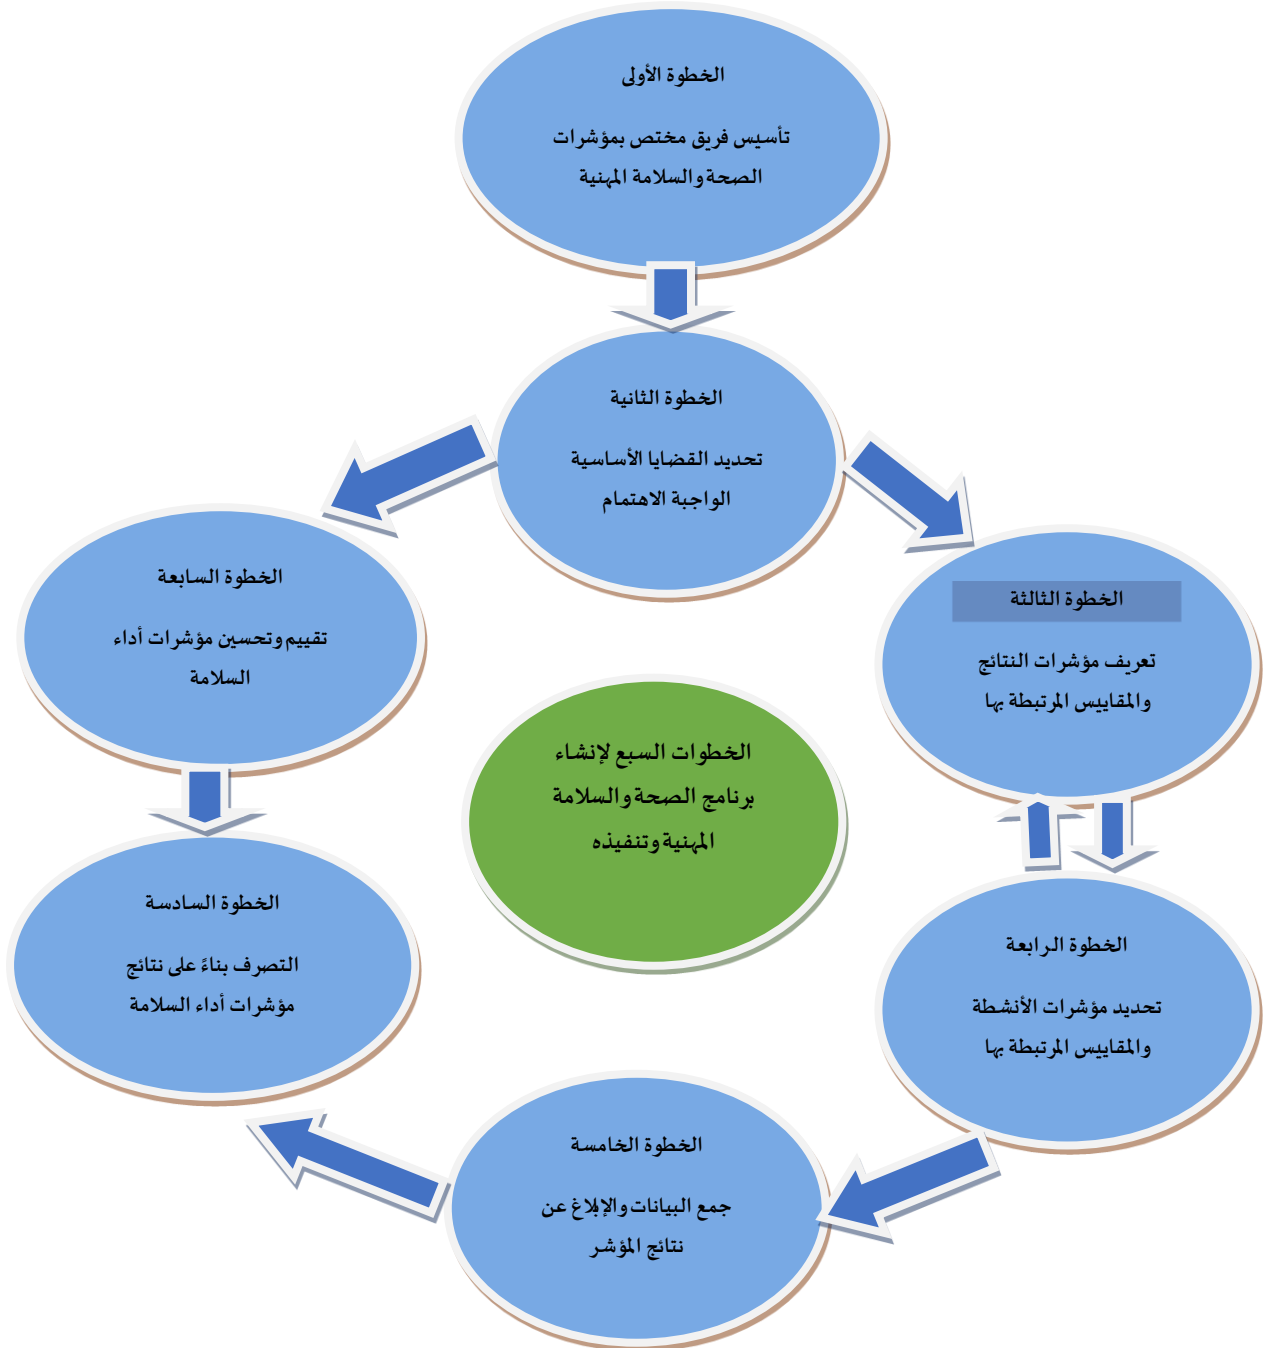 الخطوة الأولى
تأسيس فريق مختص بمؤشرات
الصحة والسلامة المهنية
الخطوة الثانية
تحديد القضايا الأساسية
الواجبة الاهتمام
الخطوة الثالثة
تعريف مؤشرات النتائج
والمقاييس المرتبطة بها
الخطوة الرابعة
تحديد مؤشرات الأنشطة
والمقاييس المرتبطة بها
الخطوة الخامسة
جمع البيانات والإبلاغ عن
نتائج المؤشر
الخطوة السادسة
التصرف بناءً على نتائج
مؤشرات أداء السلامة
الخطوة السابعة
تقييم وتحسين مؤشرات أداء
السلامة
الخطوات السبع لإنشاء
برنامج الصحة والسلامة
المهنية وتنفيذه